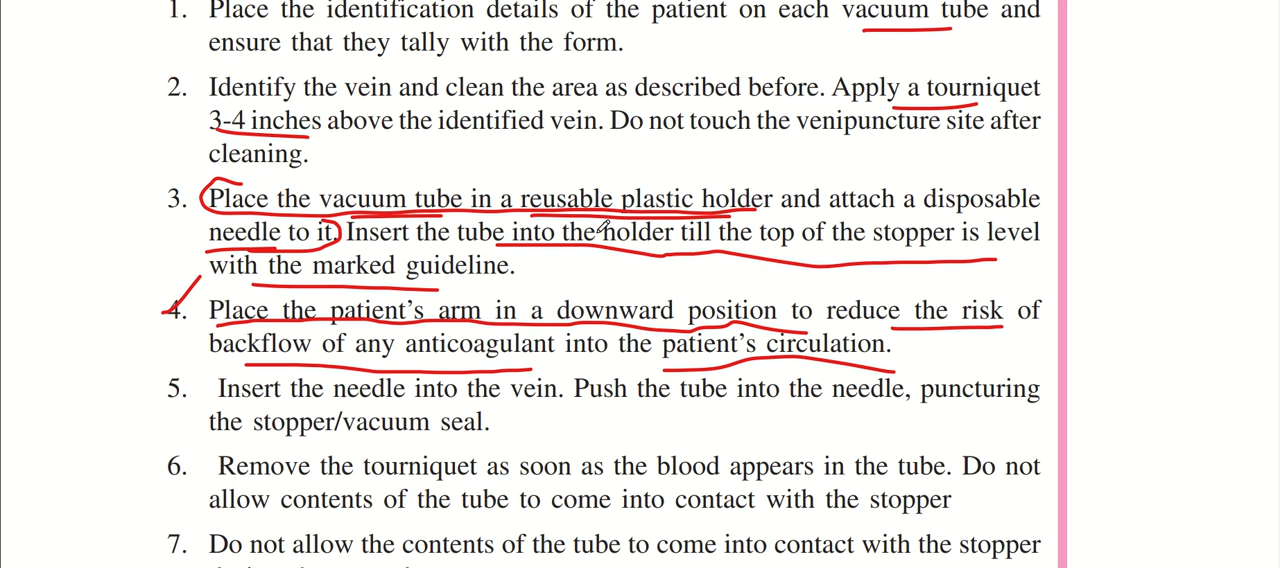 1. Place the identification details of the patient on each vacuum tube and
ensure that they tally with the form.
2. Identify the vein and clean the area as described before. Apply a tourniquet
3-4 inches above the identified vein. Do not touch the venipuncture site after
cleaning.
3. Place the vacuum tube in a reusable plastic holder and attach a disposable
needle to it. Insert the tube into the holder till the top of the stopper is level
with the marked guideline.
4. Place the patient's arm in a downward position to reduce the risk of
backflow of any anticoagulant into the patient's circulation.
5. Insert the needle into the vein. Push the tube into the needle, puncturing
the stopper/vacuum seal.
6. Remove the tourniquet as soon as the blood appears in the tube. Do not
allow contents of the tube to come into contact with the stopper
7. Do not allow the contents of the tube to come into contact with the stopper